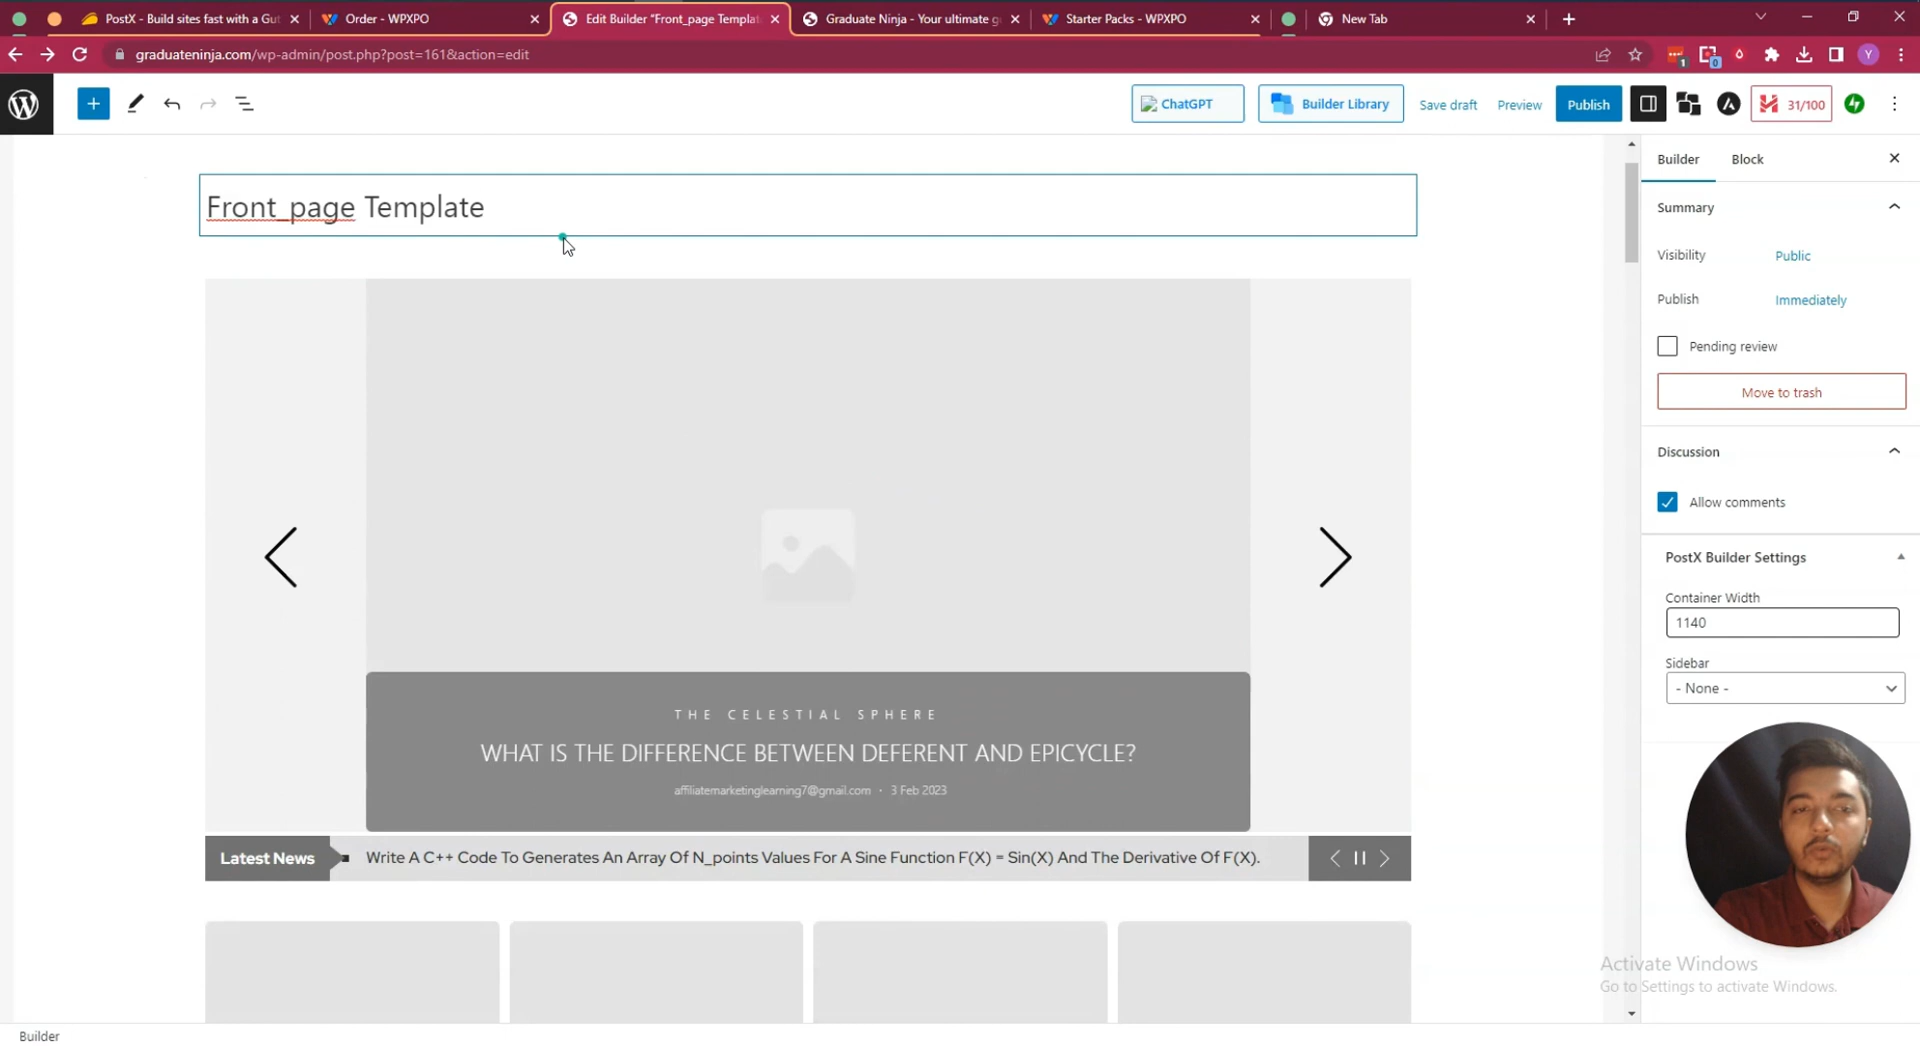 PostX - Build sites fast with a Gut
Order - WPXPO
Edit Builder "Front_page Templat
Graduate Ninja - Your ultimate g
Starter Packs - WPXPO
New Tab
graduateninja.com/wp-admin/post.php?post=161&action=edit
1
0
Y
ChatGPT
Builder Library
Save draft
Preview
Publish
31/100
Front_page Template
Builder
Block
Summary
Visibility
Public
Publish
Immediately
Pending review
Move to trash
Discussion
Allow comments
PostX Builder Settings
Container Width
1140
Sidebar
- None -
THE CELESTIAL SPHERE
WHAT IS THE DIFFERENCE BETWEEN DEFERENT AND EPICYCLE?
affiliatemarketinglearning7@gmail.com · 3 Feb 2023
Latest News
Write A C++ Code To Generates An Array Of N_points Values For A Sine Function F(X) = Sin(X) And The Derivative Of F(X).
Activate Windows
Go to Settings to activate Windows.
Builder